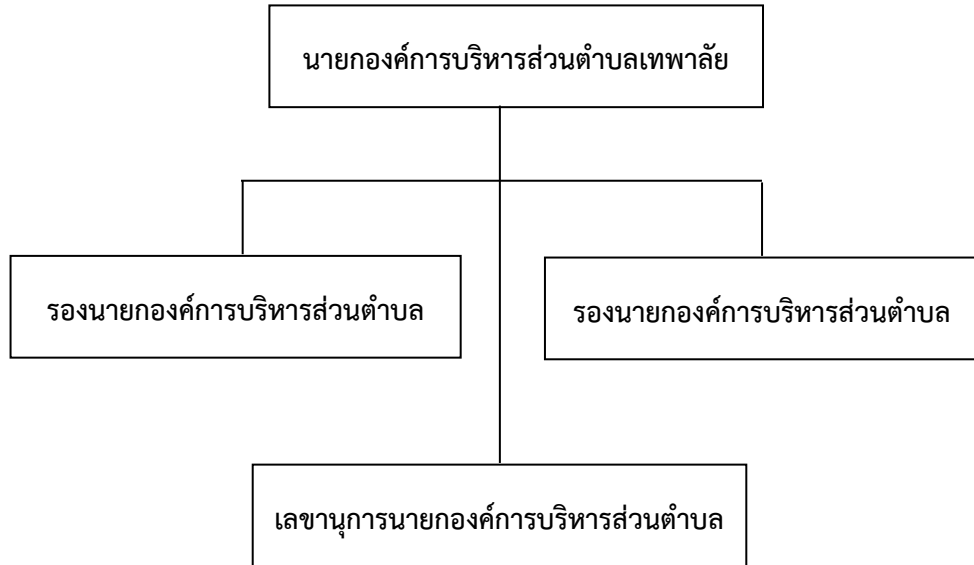 นายกองค์การบริหารส่วนตำบลเทพาลัย
รองนายกองค์การบริหารส่วนตำบล
รองนายกองค์การบริหารส่วนตำบล
เลขานุการนายกองค์การบริหารส่วนตำบล